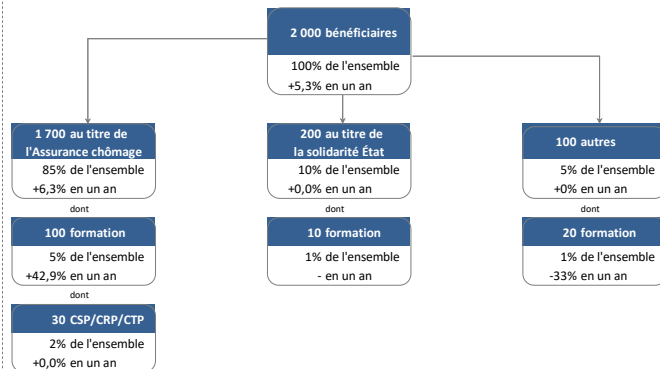 2 000 bénéficiaires
100% de l'ensemble
+5,3% en un an
1 700 au titre de
l'Assurance chômage
85% de l'ensemble
+6,3% en un an
200 au titre de
la solidarité État
10% de l'ensemble
+0,0% en un an
100 autres
5% de l'ensemble
+0% en un an
dont
dont
dont
100 formation
5% de l'ensemble
+42,9% en un an
10 formation
1% de l'ensemble
- en un an
20 formation
1% de l'ensemble
-33% en un an
dont
30 CSP/CRP/CTP
2% de l'ensemble
+0,0% en un an